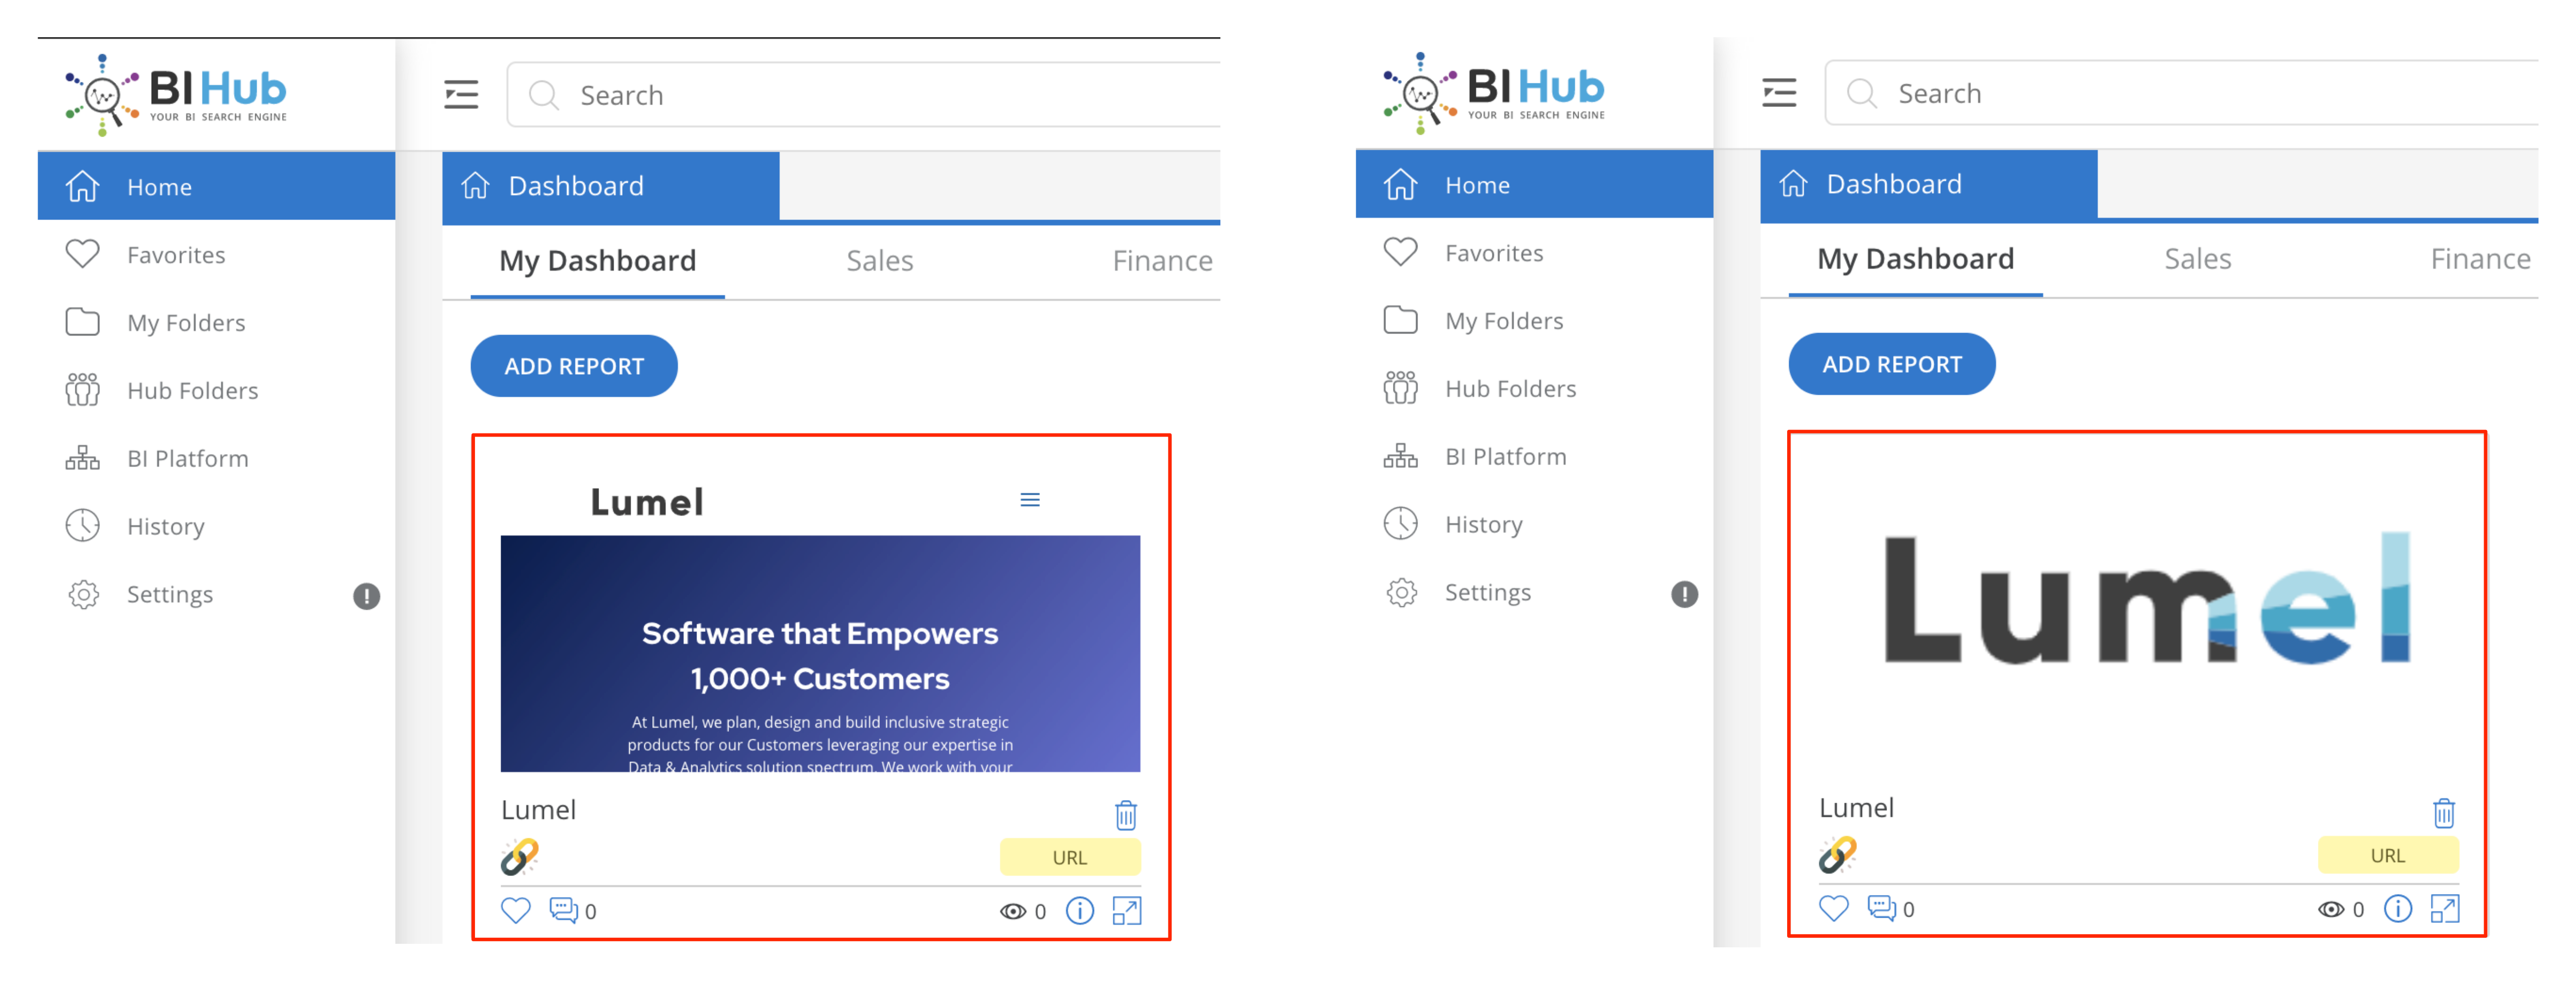 BI Hub
YOUR BI SEARCH ENGINE
Search
Home
Favorites
My Folders
Hub Folders
BI Platform
History
Settings
Dashboard
My Dashboard Sales Finance
ADD REPORT
Lumel
Software that Empowers
1,000+ Customers
At Lumel, we plan, design and build inclusive strategic
products for our Customers leveraging our expertise in
Data & Analytics solution spectrum. We work with your
Lumel
URL
0 0
BI Hub
YOUR BI SEARCH ENGINE
Search
Home
Favorites
My Folders
Hub Folders
BI Platform
History
Settings
Dashboard
My Dashboard Sales Finance
ADD REPORT
Lumel
Lumel
URL
0 0